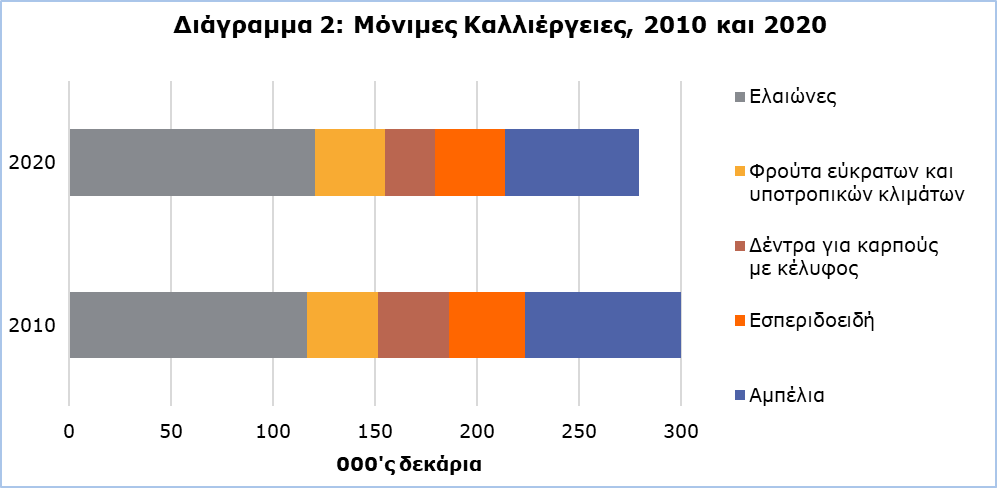 Διάγραμμα 2: Μόνιμες Καλλιέργειες, 2010 και 2020
2020
2010
0 50 100 150 200 250 300
000'ς δεκάρια
Ελαιώνες
Φρούτα εύκρατων και
υποτροπικών κλιμάτων
Δέντρα για καρπούς
με κέλυφος
Εσπεριδοειδή
Αμπέλια